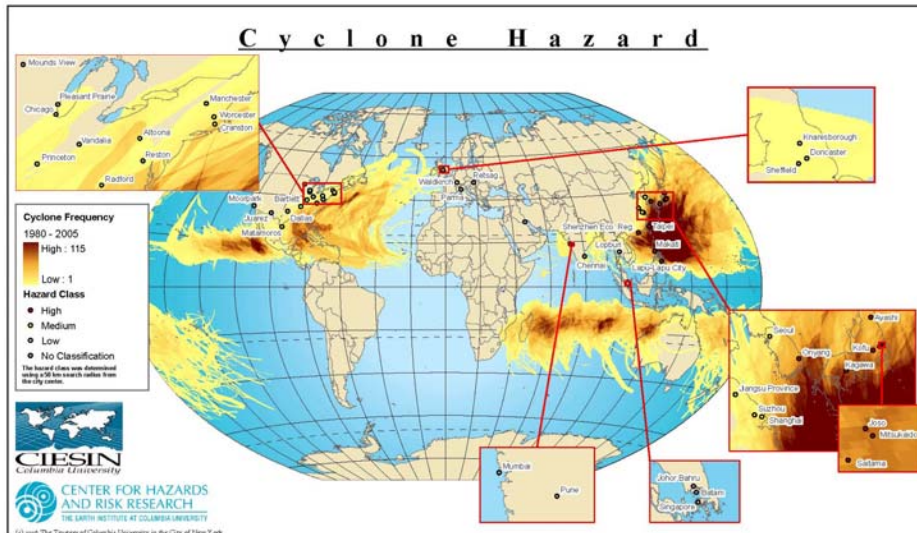 Cyclone Hazard
Mounds View
Pleasant Prairie
Chicago
Manchester
Worcester
Cranston
Vandalia
Altoona
Princeton
Reston
Radford
Knaresborough
Doncaster
Sheffield
Waldkirch
Retsag
Parma
Moorpark
Bartlett
Juarez
Dallas
Matamoros
Shenzhen Eco. Reg.
Taipei
Lopburi
Makati
Chennai
Lapu-Lapu City
Cyclone Frequency
1980 - 2005
High : 115
Low : 1
Hazard Class
High
Medium
Low
No Classification
The hazard class was determined
using a 50 km search radius from
the city center.
Seoul
Ayashi
Onyang
Kofu
Kagawa
Jiangsu Province
Suzhou
Shanghai
Joso
Mitsukaido
Saitama
Mumbai
Pune
Johor Bahru
Batam
Singapore
CIESIN
Columbia University
CENTER FOR HAZARDS
AND RISK RESEARCH
THE EARTH INSTITUTE AT COLUMBIA UNIVERSITY